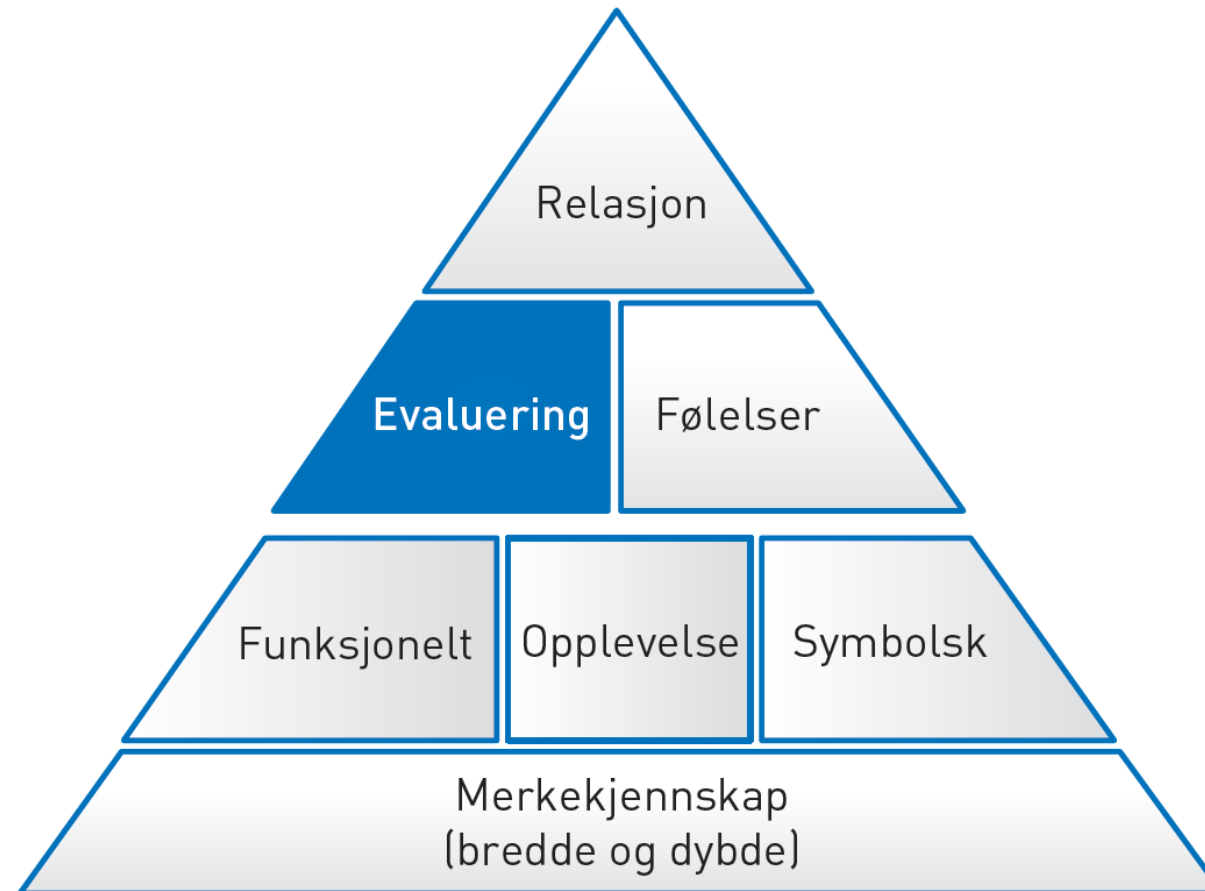 Relasjon
Evaluering
Følelser
Funksjonelt
Opplevelse
Symbolsk
Merkekjennskap
(bredde og dybde)